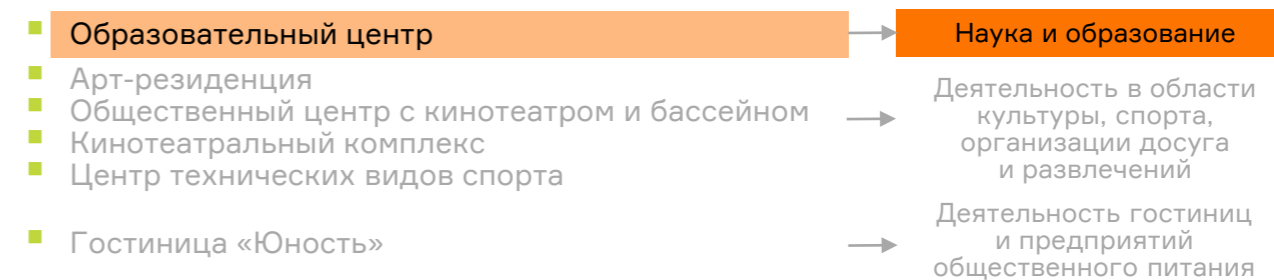 Образовательный центр
Наука и образование
Арт-резиденция
Общественный центр с кинотеатром и бассейном
Кинотеатральный комплекс
Центр технических видов спорта
Деятельность в области
культуры, спорта,
организации досуга
и развлечений
Гостиница «Юность»
Деятельность гостиниц
и предприятий
общественного питания